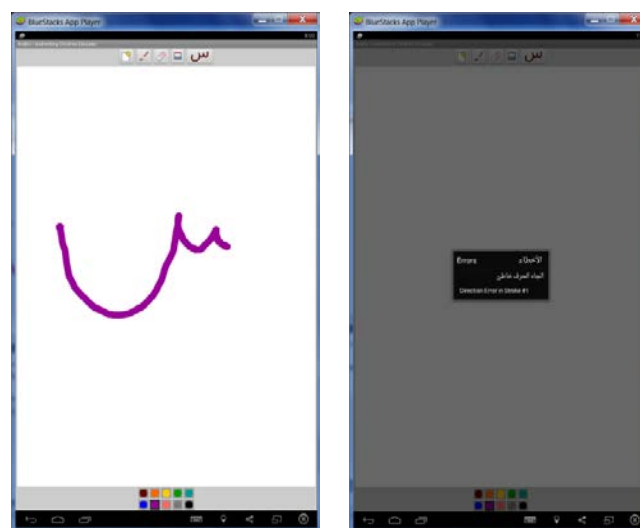 BlueStacks App Player
س
س
BlueStacks App Player
س
Errors الأخطاء
اتجاه الحرف خاطئ
Direction Error in Stroke #1